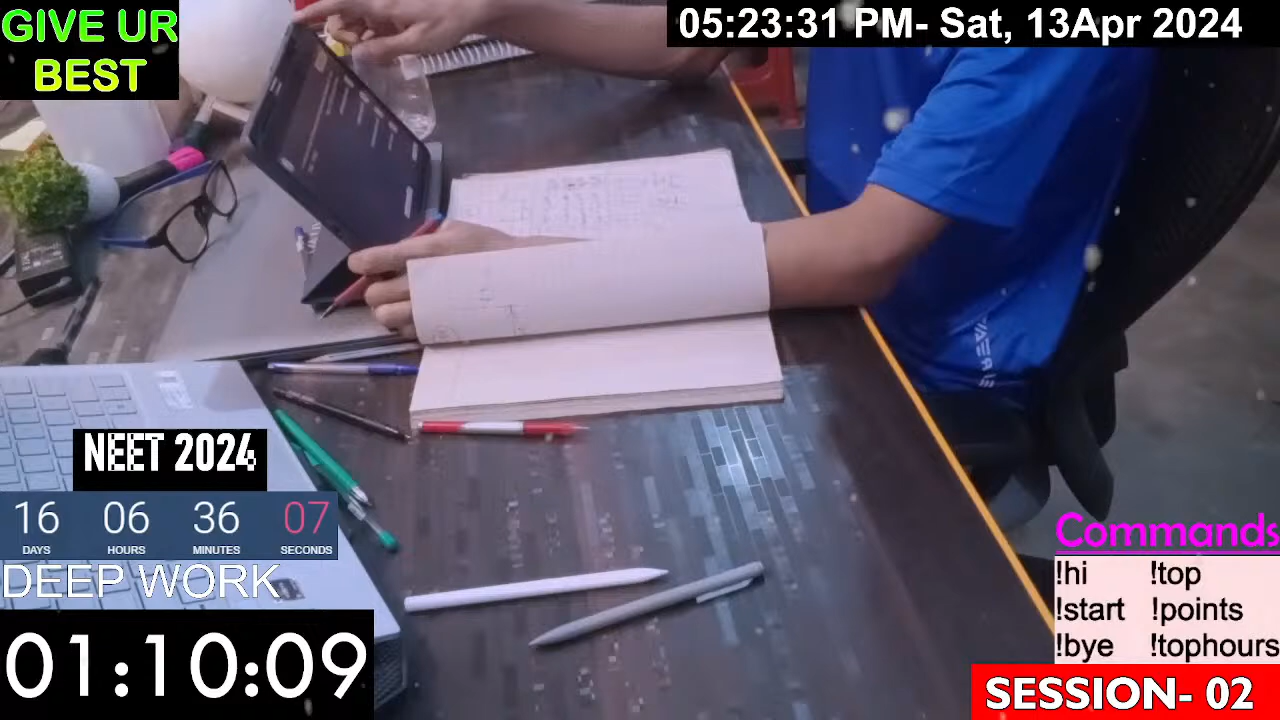 GIVE UR
BEST
05:23:31 PM- Sat, 13Apr 2024
NEET 2024
16 06 36 07
DAYS HOURS MINUTES SECONDS
DEEP WORK
01:10:09
Commands
!hi !top
!start !points
!bye !tophours
SESSION- 02